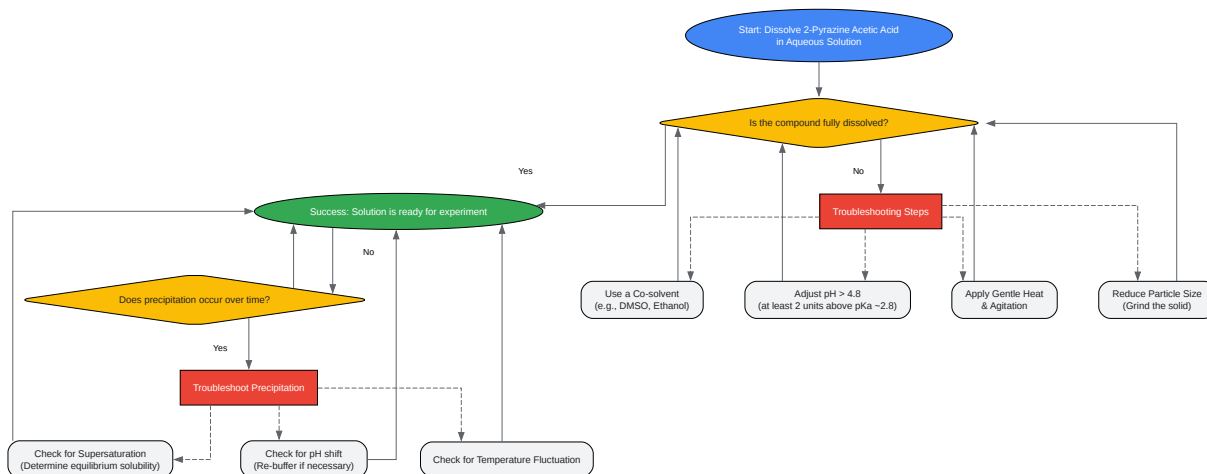 Start: Dissolve 2-Pyrazine Acetic Acid
in Aqueous Solution
Is the compound fully dissolved?
Yes
No
Success: Solution is ready for experiment
Troubleshooting Steps
No
Does precipitation occur over time?
Use a Co-solvent
(e.g., DMSO, Ethanol)
Adjust pH > 4.8
(at least 2 units above pKa ~2.8)
Apply Gentle Heat
& Agitation
Reduce Particle Size
(Grind the solid)
Yes
Troubleshoot Precipitation
Check for Supersaturation
(Determine equilibrium solubility)
Check for pH shift
(Re-buffer if necessary)
Check for Temperature Fluctuation